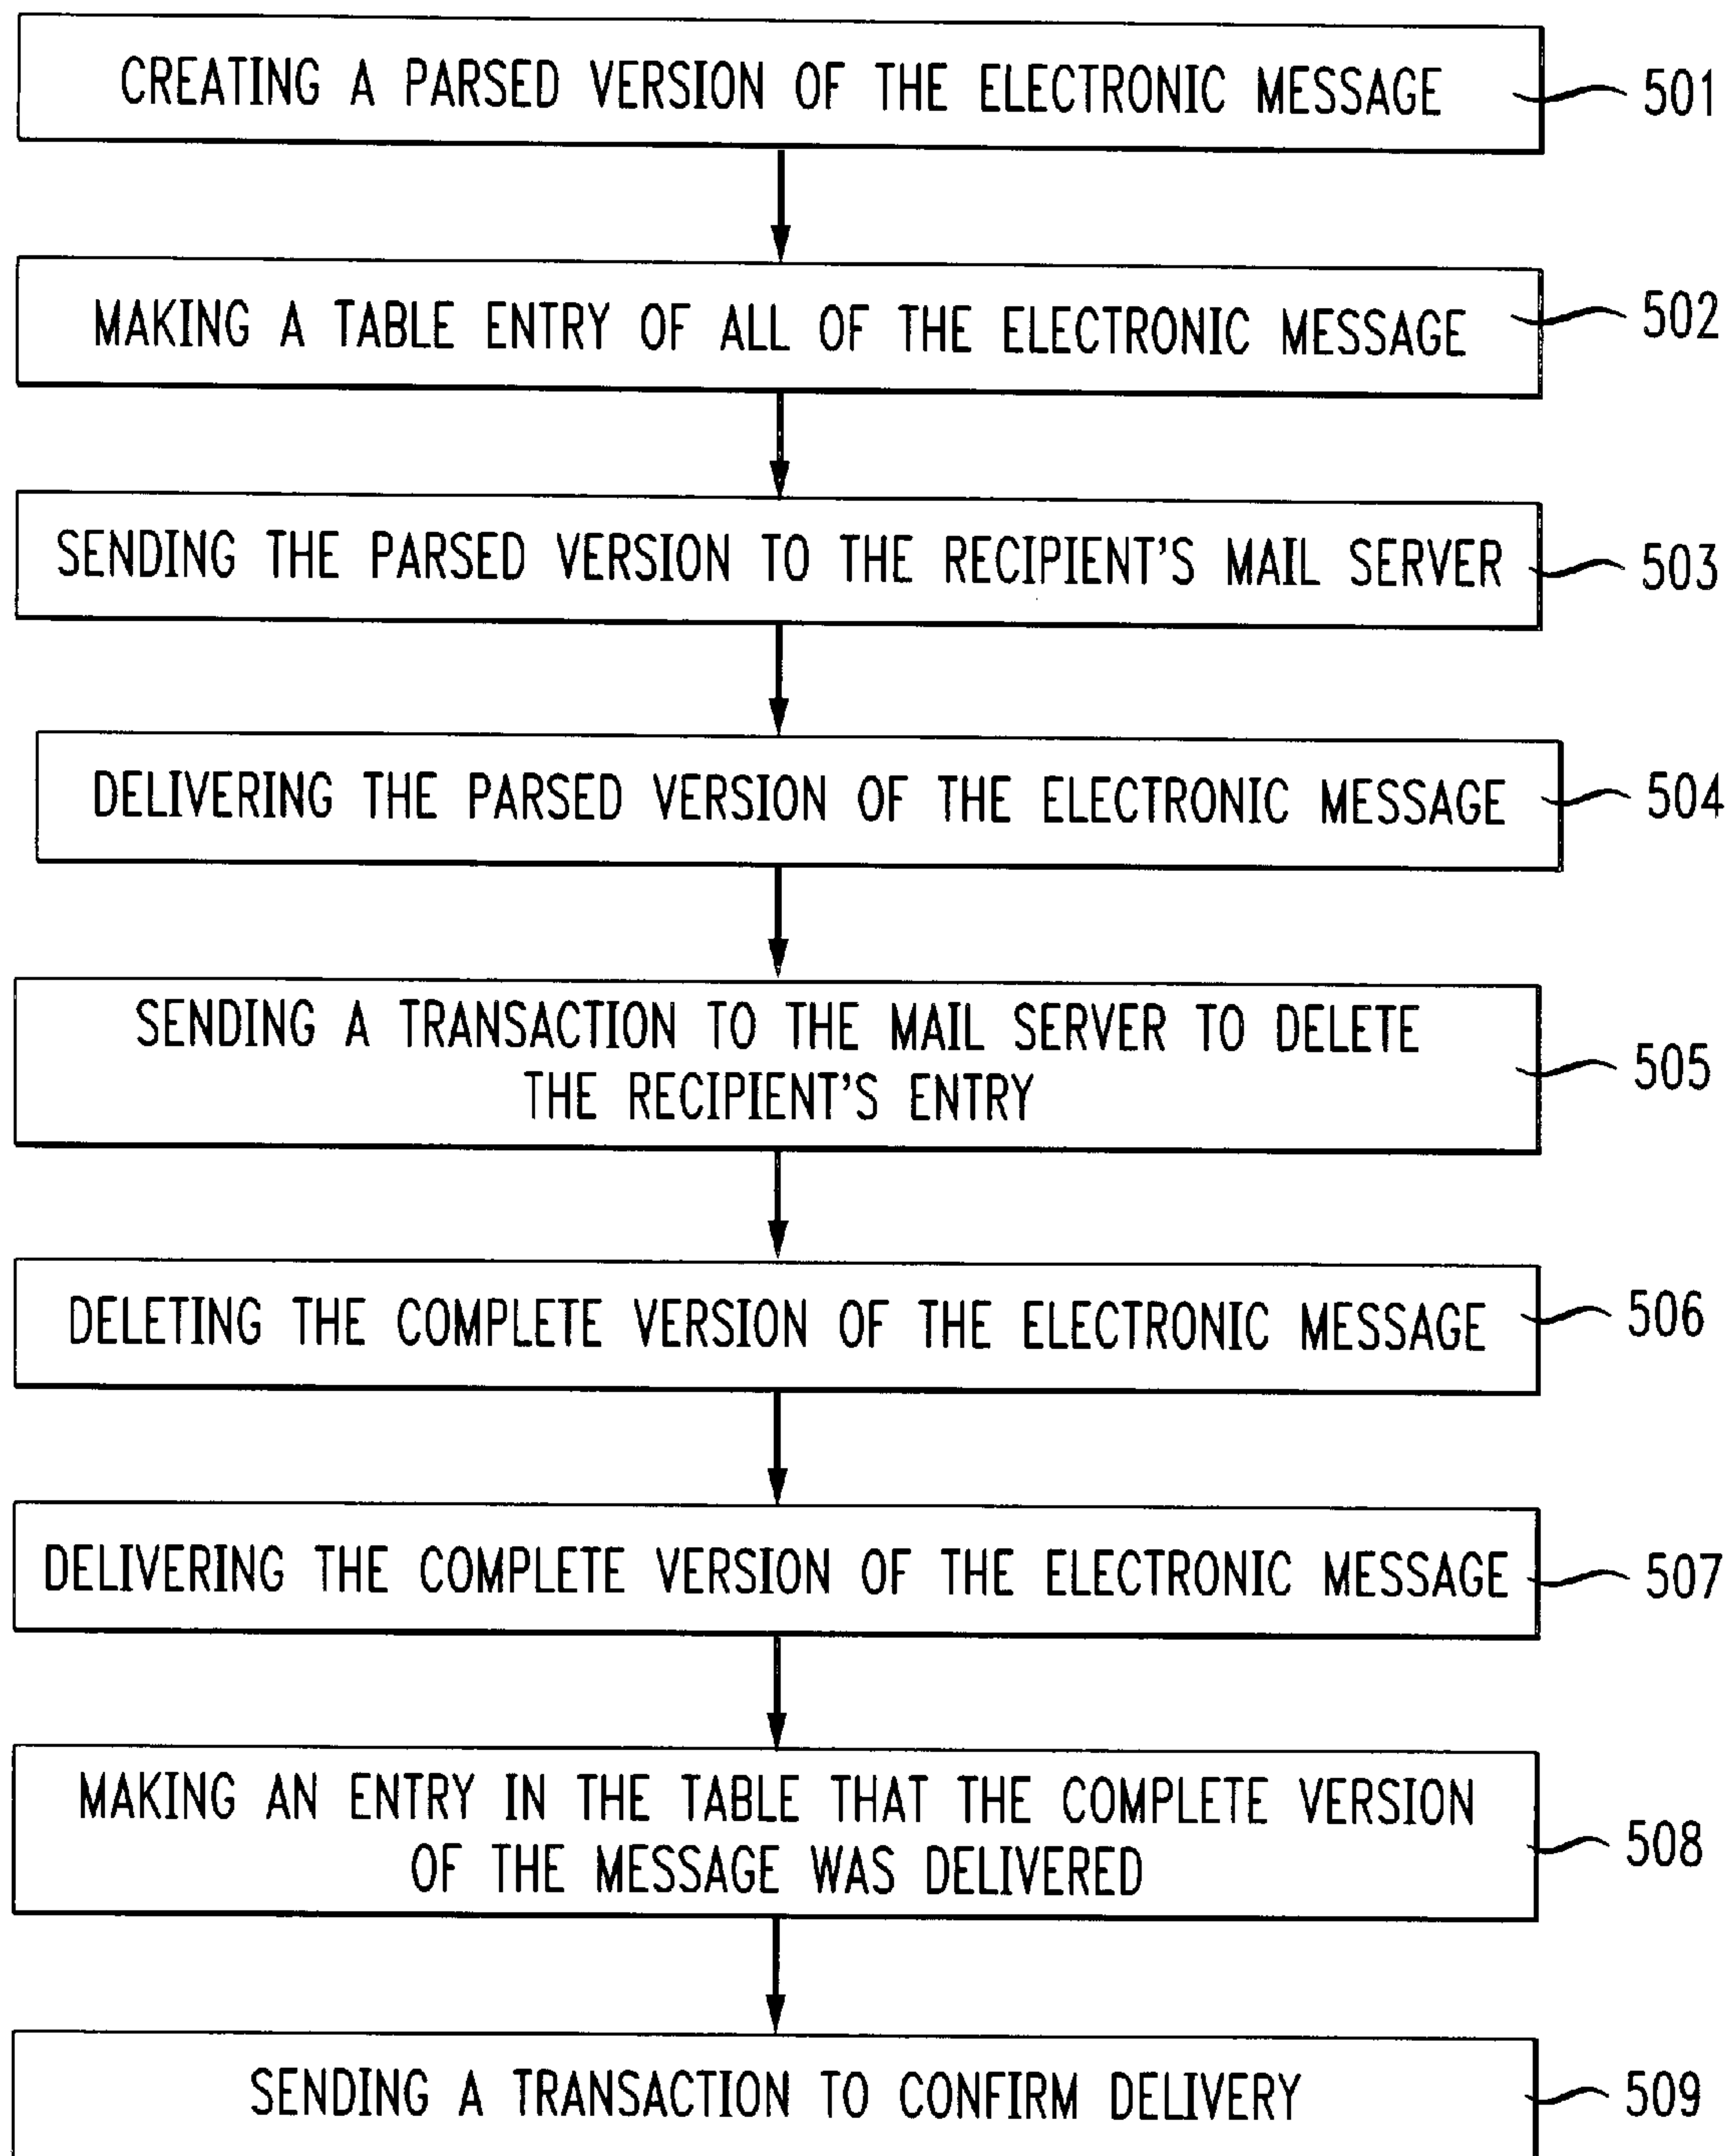 CREATING A PARSED VERSION OF THE ELECTRONIC MESSAGE
501
MAKING A TABLE ENTRY OF ALL OF THE ELECTRONIC MESSAGE
502
SENDING THE PARSED VERSION TO THE RECIPIENT'S MAIL SERVER
503
DELIVERING THE PARSED VERSION OF THE ELECTRONIC MESSAGE
504
SENDING A TRANSACTION TO THE MAIL SERVER TO DELETE
THE RECIPIENT'S ENTRY
505
DELETING THE COMPLETE VERSION OF THE ELECTRONIC MESSAGE
506
DELIVERING THE COMPLETE VERSION OF THE ELECTRONIC MESSAGE
507
MAKING AN ENTRY IN THE TABLE THAT THE COMPLETE VERSION
OF THE MESSAGE WAS DELIVERED
508
SENDING A TRANSACTION TO CONFIRM DELIVERY
509